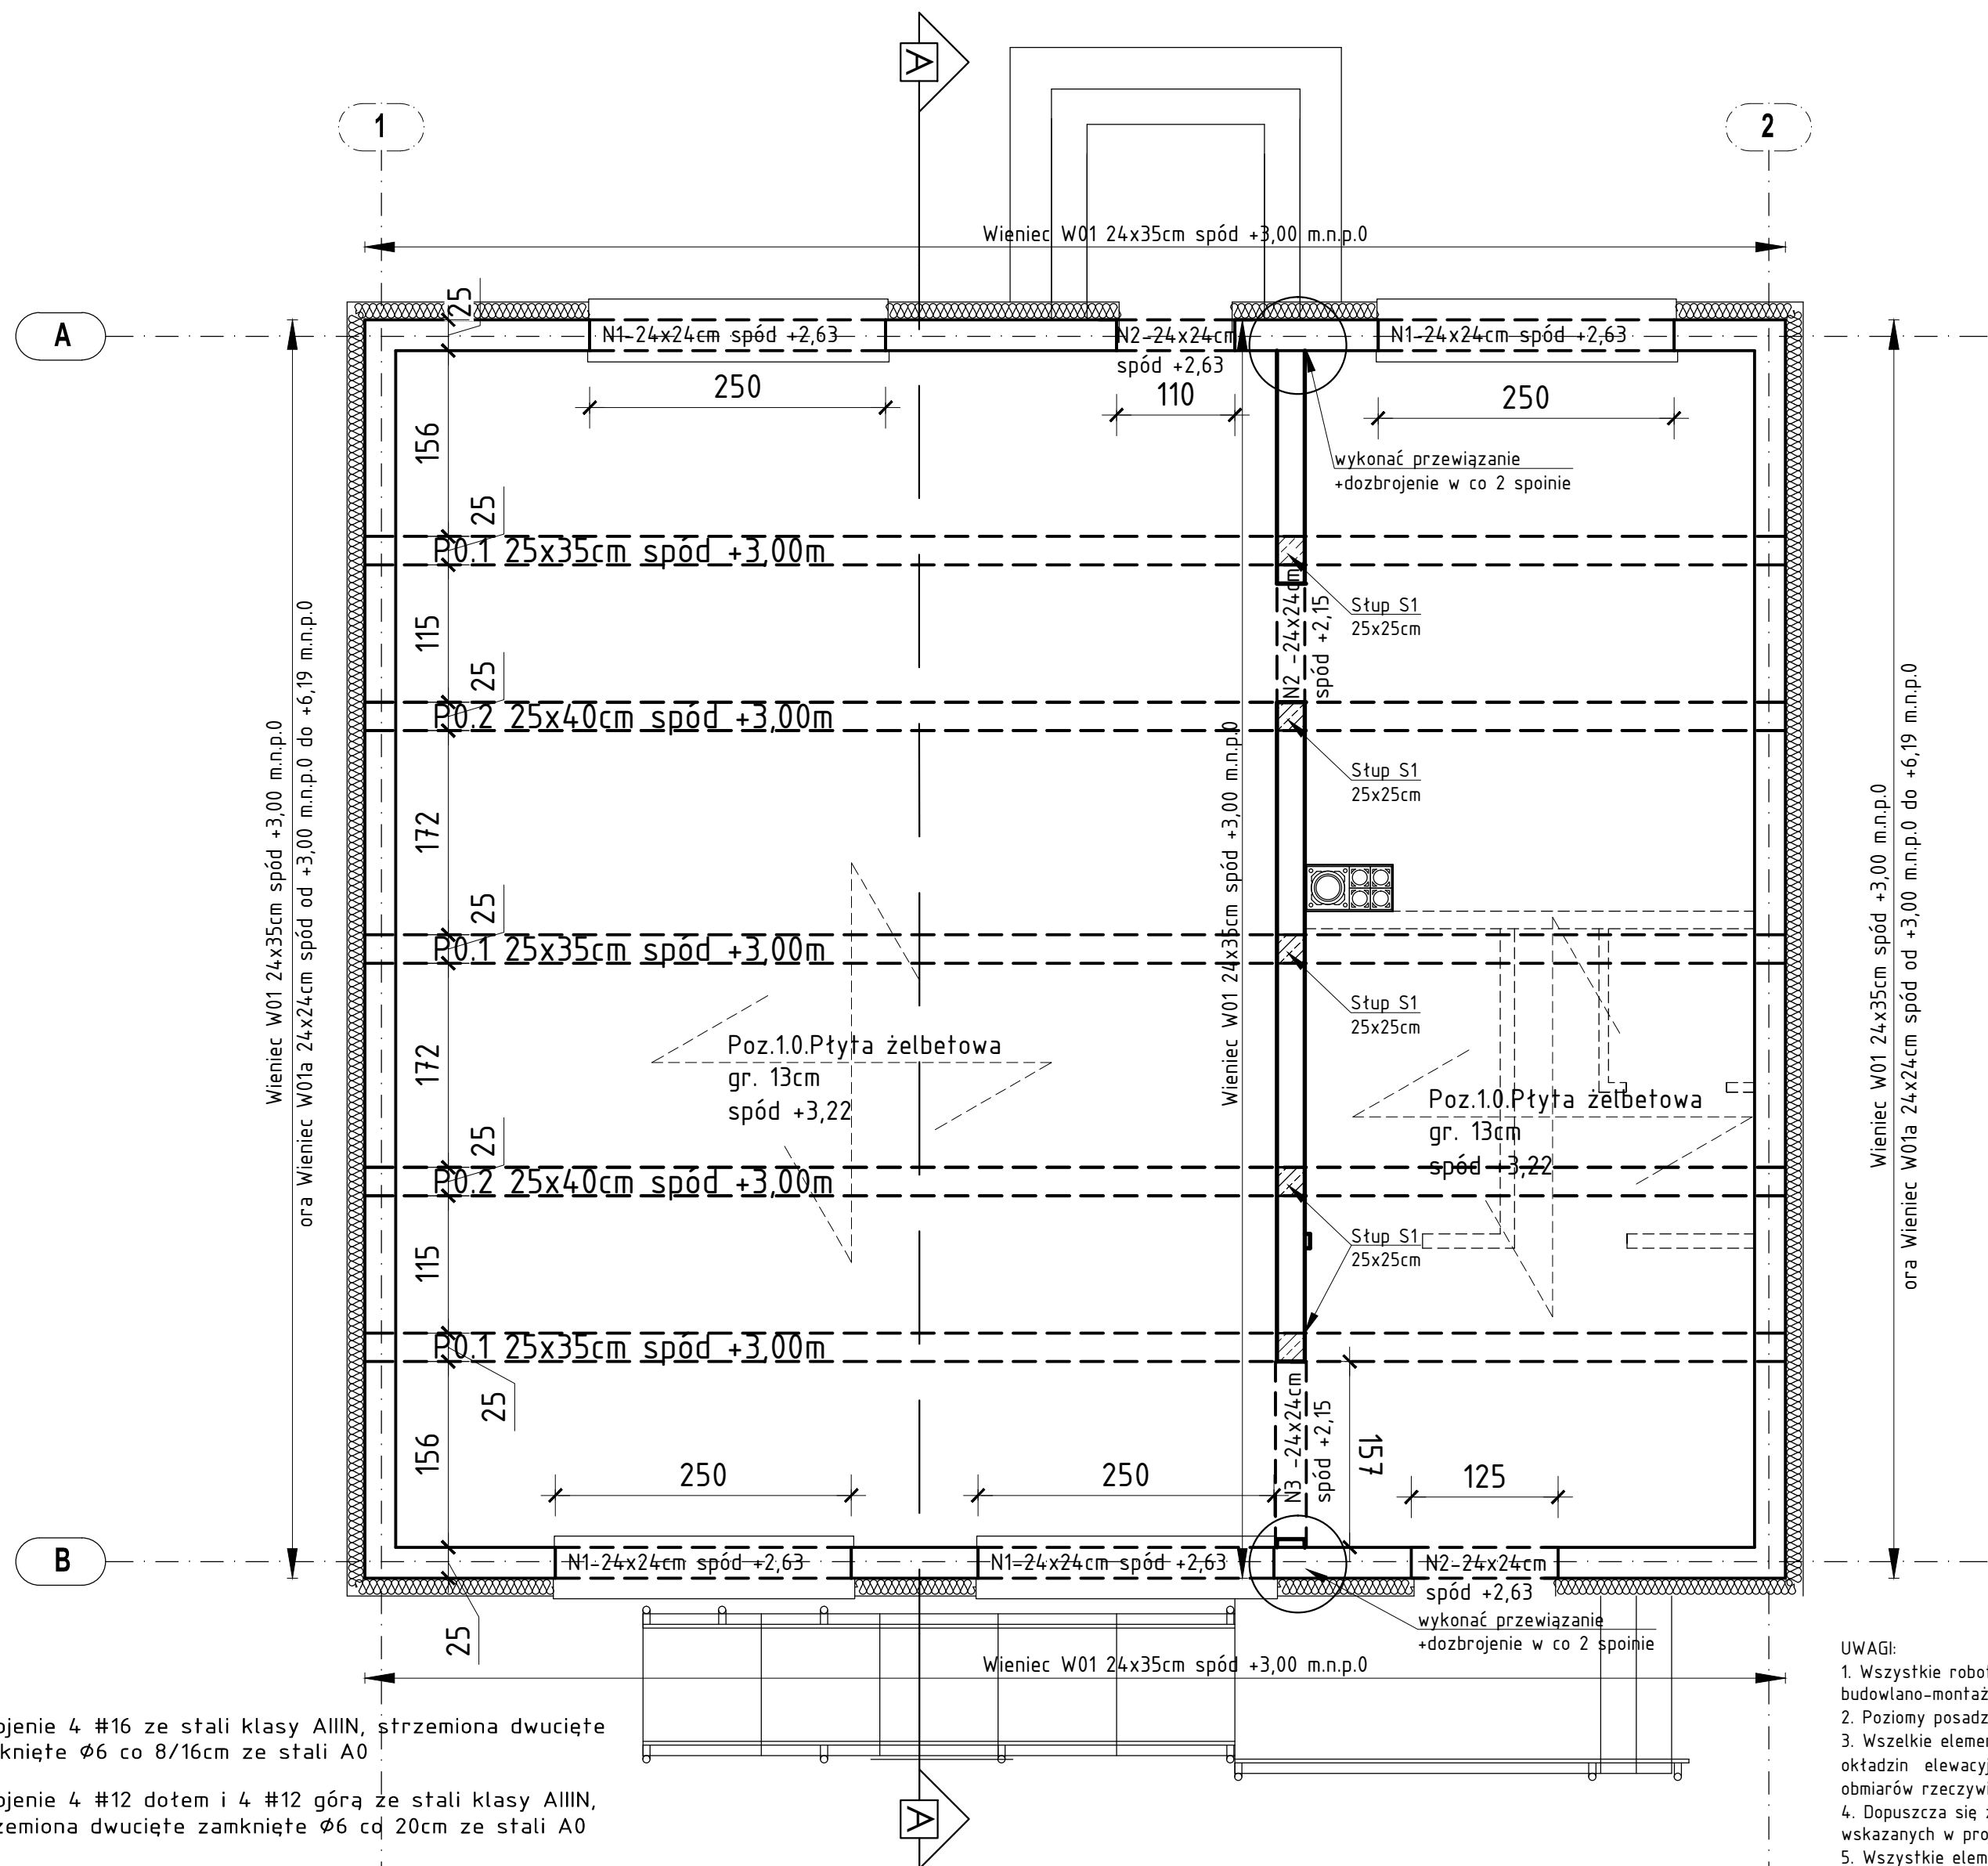 A
1
2
Wieniec W01 24x35cm spód +3,00 m.n.p.0
25
A
N1-24x24cm spód +2,63
N2-24x24cm
spód +2,63
N1-24x24cm spód +2,63
250
110
250
156
wykonać przewiązanie
+dozbrojenie w co 2 spoinie
25
P0.1 25x35cm spód +3,00m
Słup S1
25x25cm
115
N2 -24x24cm
spód +2,15
25
P0.2 25x40cm spód +3,00m
Słup S1
25x25cm
Wieniec W01 24x35cm spód +3,00 m.n.p.0
ora Wieniec W01a 24x24cm spód od +3,00 m.n.p.0 do +6,19 m.n.p.0
172
Wieniec W01 24x35cm spód +3,00 m.n.p.0
Wieniec W01 24x35cm spód +3,00 m.n.p.0
ora Wieniec W01a 24x24cm spód od +3,00 m.n.p.0 do +6,19 m.n.p.0
25
P0.1 25x35cm spód +3,00m
Słup S1
25x25cm
172
Poz.1.0.Płyta żelbetowa
gr. 13cm
spód +3,22
Poz.1.0.Płyta żelbetowa
gr. 13cm
spód +3,22
25
P0.2 25x40cm spód +3,00m
Słup S1
25x25cm
115
P0.1 25x35cm spód +3,00m
25
156
N3 -24x24cm
spód +2,15
157
250
250
125
B
N1-24x24cm spód +2,63
N1-24x24cm spód +2,63
N2-24x24cm
spód +2,63
25
wykonać przewiązanie
+dozbrojenie w co 2 spoinie
Wieniec W01 24x35cm spód +3,00 m.n.p.0
A
ojenie 4 #16 ze stali klasy AIIIN, strzemiona dwucięte
knięte Ø6 co 8/16cm ze stali A0
ojenie 4 #12 dołem i 4 #12 górą ze stali klasy AIIIN,
zemiona dwucięte zamknięte Ø6 co 20cm ze stali A0
UWAGI:
1. Wszystkie robot
budowlano-montaż
2. Poziomy posadz
3. Wszelkie elemen
okładzin elewacyj
obmiarów rzeczywi
4. Dopuszcza się z
wskazanych w pro
5. Wszystkie elem